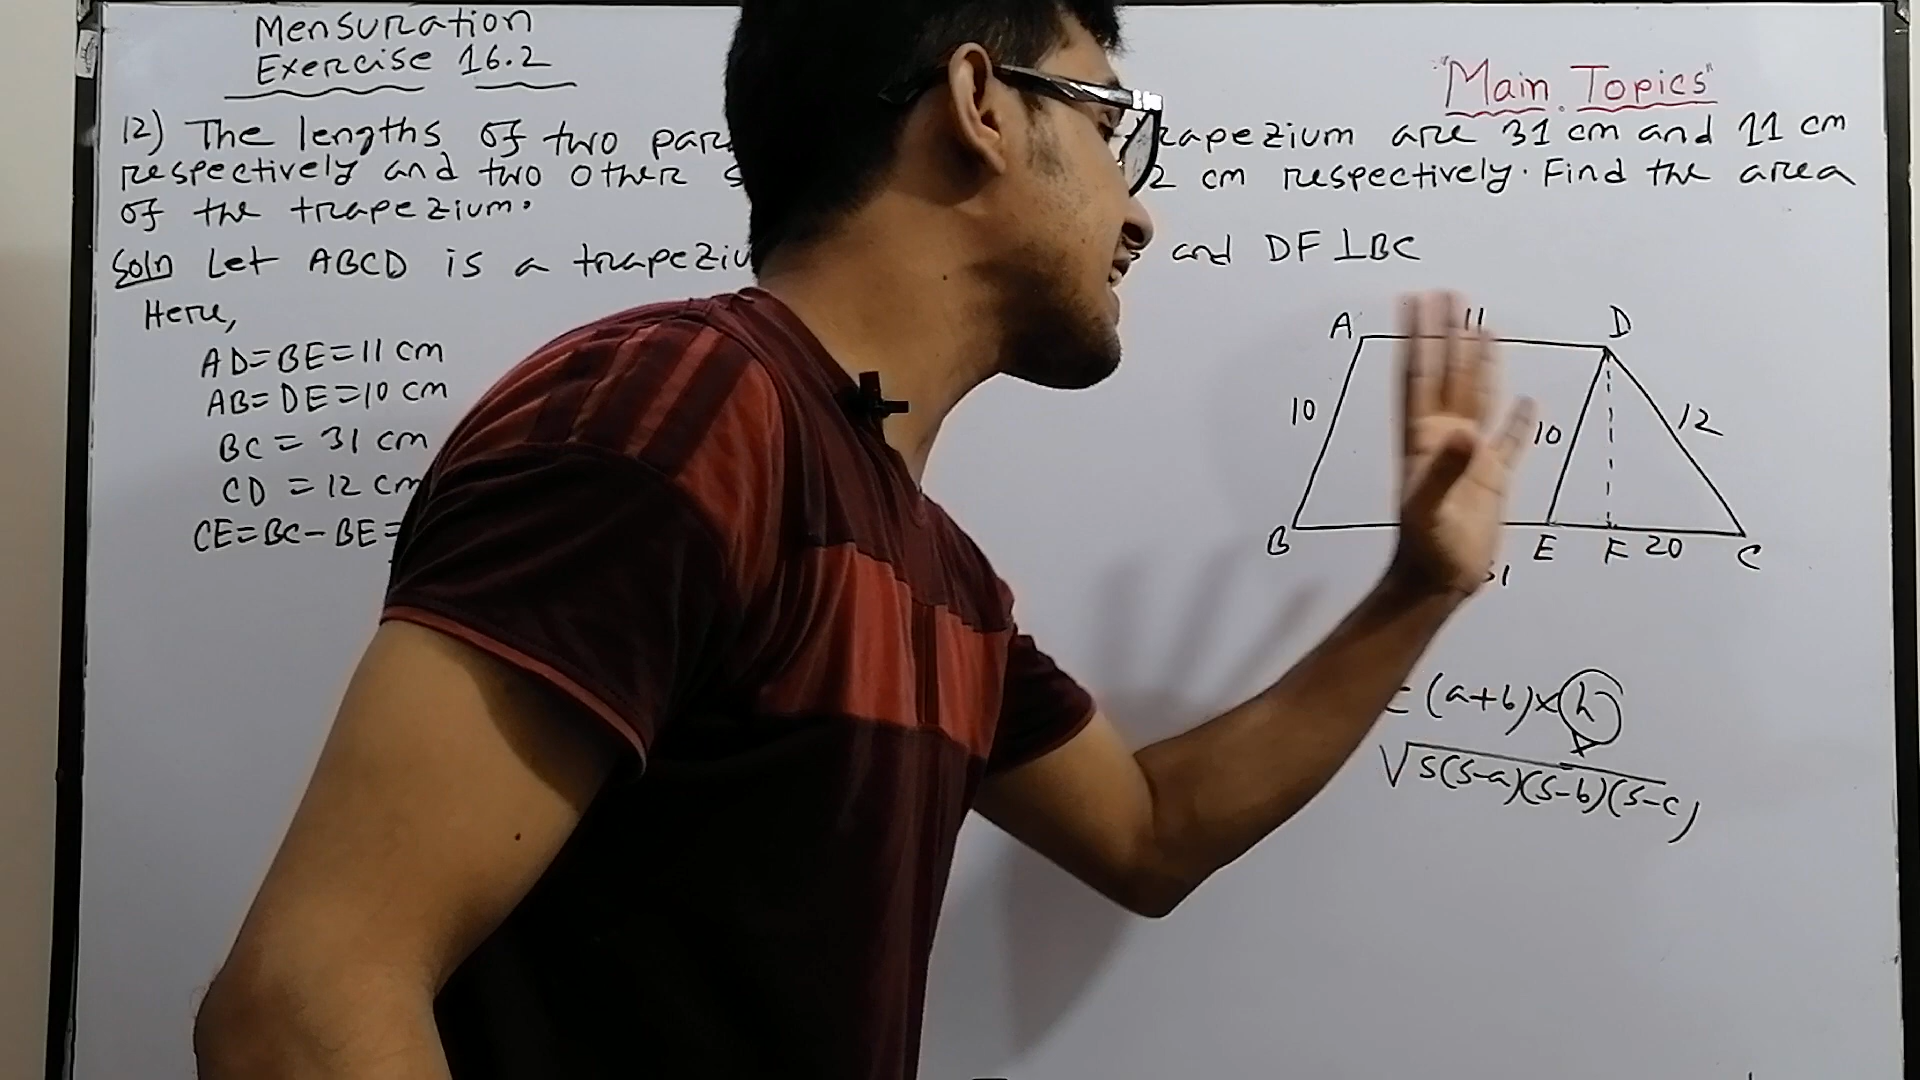 Mensuration
Exercise 16.2
"Main Topics"
12) The lengths of two par rapezium are 31 cm and 11 cm
respectively and two other s 2 cm respectively. Find the area
of the trapezium.
Soln Let ABCD is a trapeziu and DF⊥BC
Here,
AD=BE=11 cm
AB=DE=10 cm
BC = 31 cm
CD = 12 cm
CE=BC-BE=
A 11 D
10 10 12
B E F 20 C
31
= (a+b)×h
√s(s-a)(s-b)(s-c)